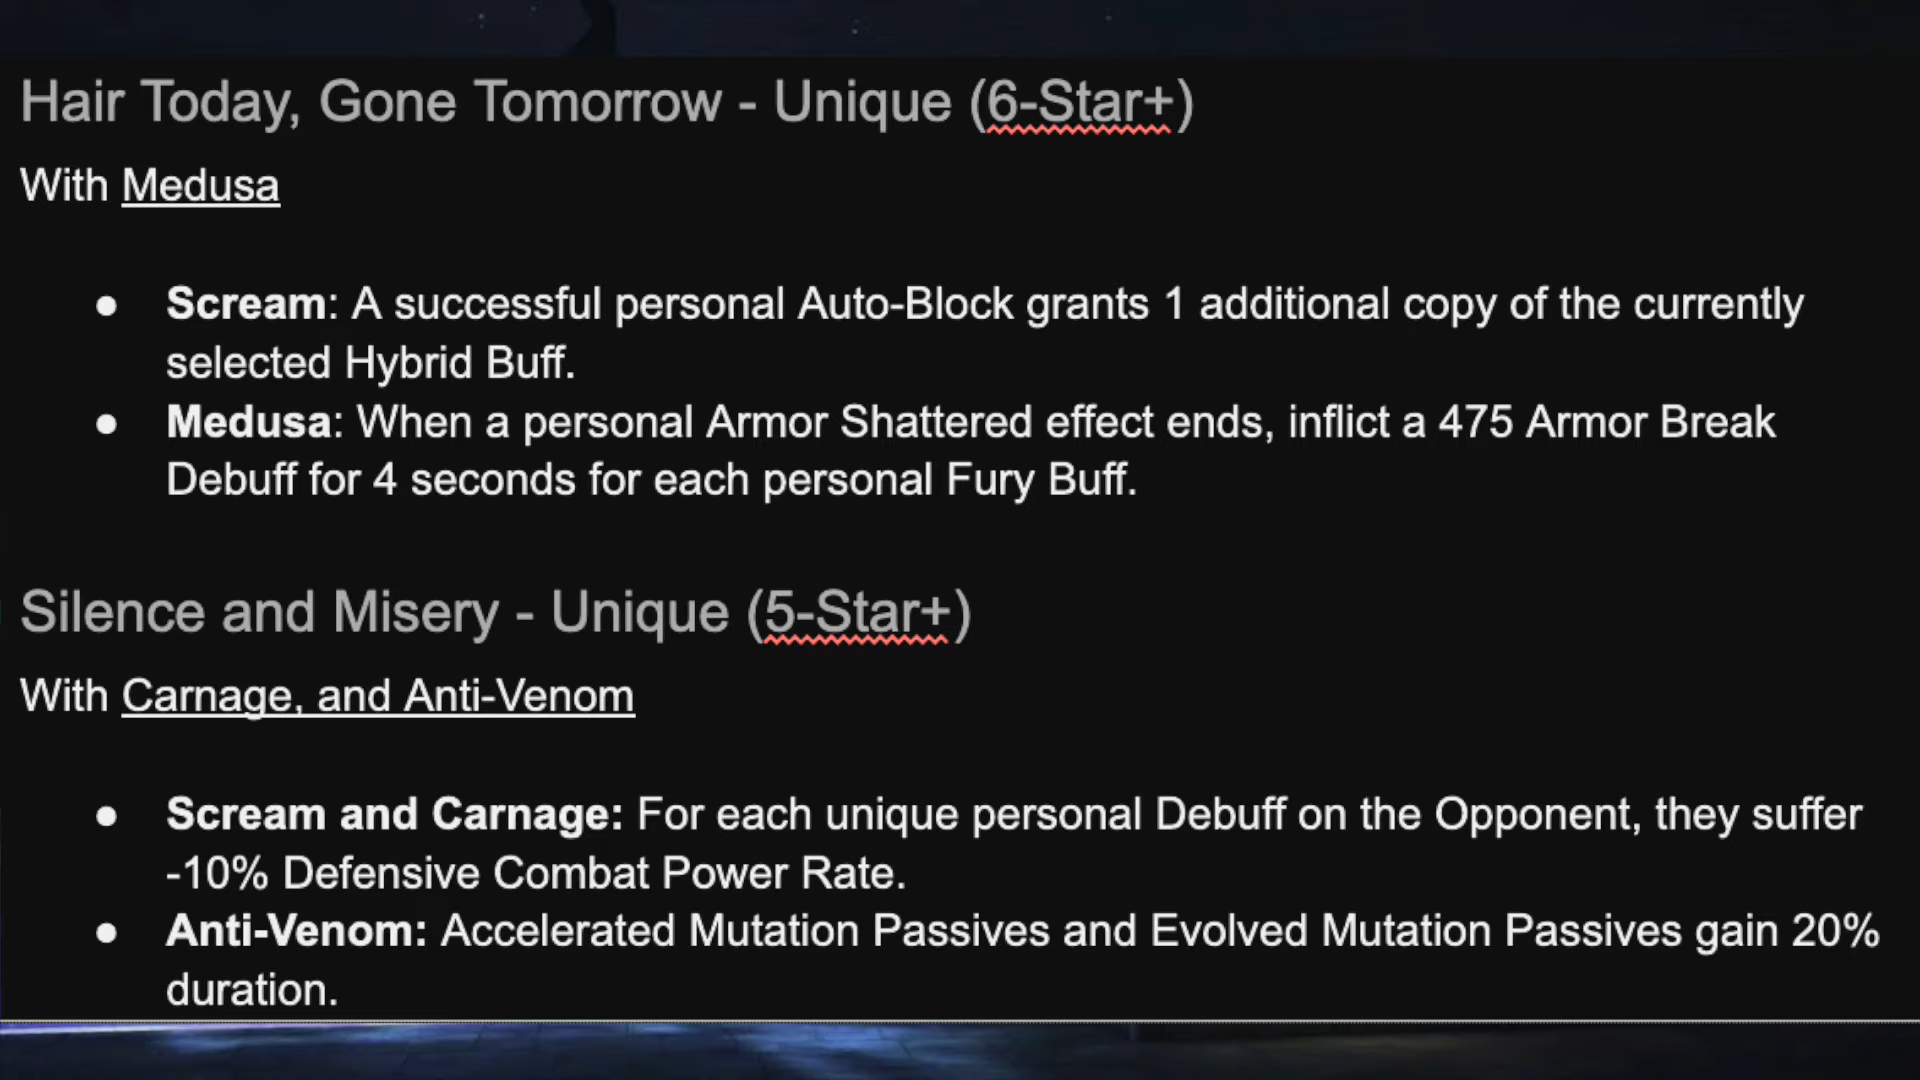 Hair Today, Gone Tomorrow - Unique (6-Star+)
With Medusa
● Scream: A successful personal Auto-Block grants 1 additional copy of the currently
selected Hybrid Buff.
● Medusa: When a personal Armor Shattered effect ends, inflict a 475 Armor Break
Debuff for 4 seconds for each personal Fury Buff.
Silence and Misery - Unique (5-Star+)
With Carnage, and Anti-Venom
● Scream and Carnage: For each unique personal Debuff on the Opponent, they suffer
-10% Defensive Combat Power Rate.
● Anti-Venom: Accelerated Mutation Passives and Evolved Mutation Passives gain 20%
duration.